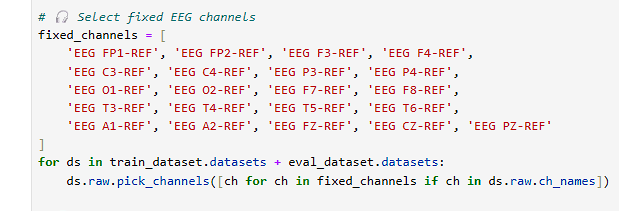 # 🎧 Select fixed EEG channels
fixed_channels = [
    'EEG FP1-REF', 'EEG FP2-REF', 'EEG F3-REF', 'EEG F4-REF',
    'EEG C3-REF', 'EEG C4-REF', 'EEG P3-REF', 'EEG P4-REF',
    'EEG O1-REF', 'EEG O2-REF', 'EEG F7-REF', 'EEG F8-REF',
    'EEG T3-REF', 'EEG T4-REF', 'EEG T5-REF', 'EEG T6-REF',
    'EEG A1-REF', 'EEG A2-REF', 'EEG FZ-REF', 'EEG CZ-REF', 'EEG PZ-REF'
]
for ds in train_dataset.datasets + eval_dataset.datasets:
    ds.raw.pick_channels([ch for ch in fixed_channels if ch in ds.raw.ch_names])